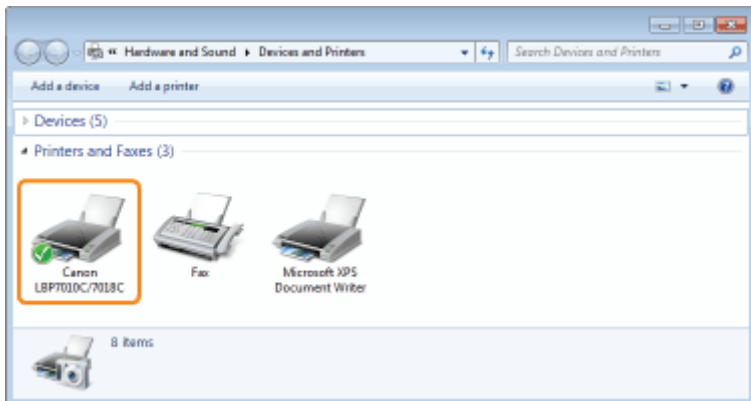 « Hardware and Sound ▸ Devices and Printers
Search Devices and Printers
Add a device Add a printer
Devices (5)
Printers and Faxes (3)
Canon
LBP7010C/7018C
Fax
Microsoft XPS
Document Writer
8 items